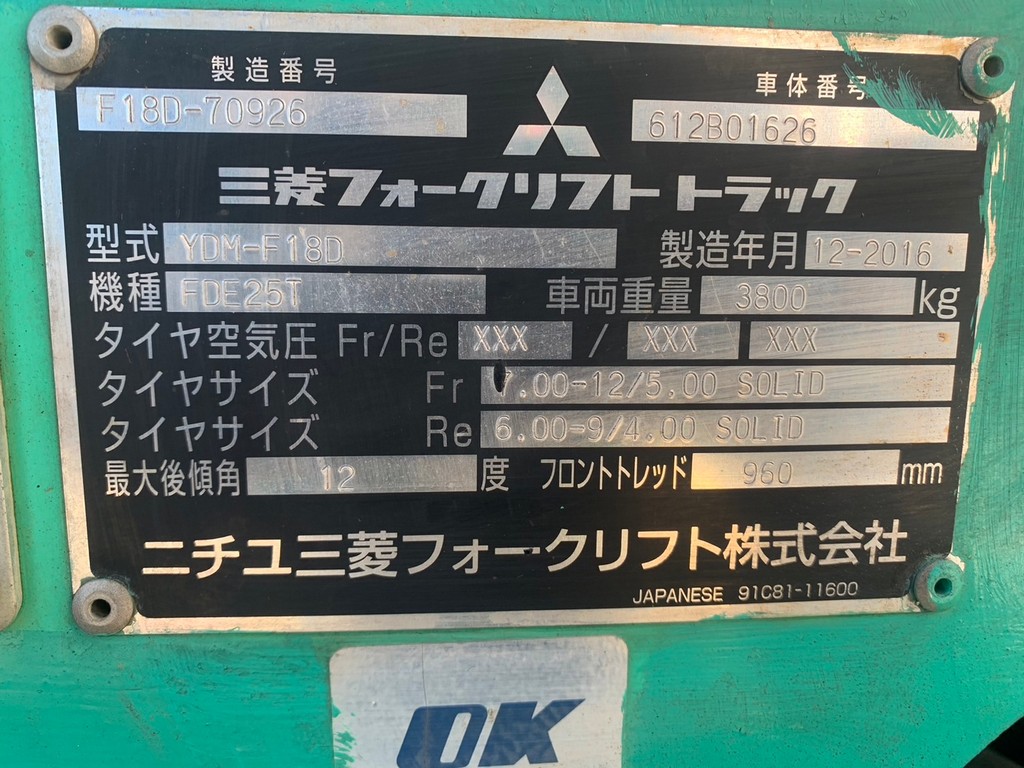 製造番号 車体番号
F18D-70926 612B01626
三菱フォークリフト トラック
型式 YDM-F18D 製造年月 12-2016
機種 FDE25T 車両重量 3800 kg
タイヤ空気圧 Fr/Re XXX / XXX XXX
タイヤサイズ Fr 7.00-12/5.00 SOLID
タイヤサイズ Re 6.00-9/4.00 SOLID
最大後傾角 12 度 フロントトレッド 960 mm
ニチユ三菱フォークリフト株式会社
JAPANESE 91C81-11600
OK